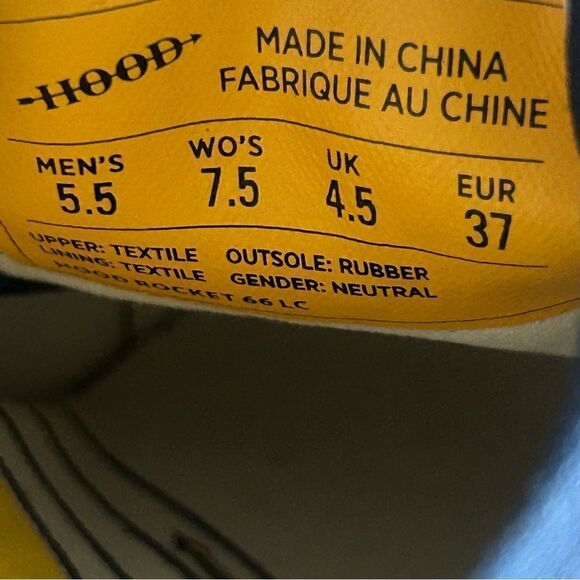 HOOD
MADE IN CHINA
FABRIQUE AU CHINE
MEN'S WO'S UK EUR
5.5 7.5 4.5 37
UPPER: TEXTILE OUTSOLE: RUBBER
LINING: TEXTILE GENDER: NEUTRAL
HOOD ROCKET 66 LC